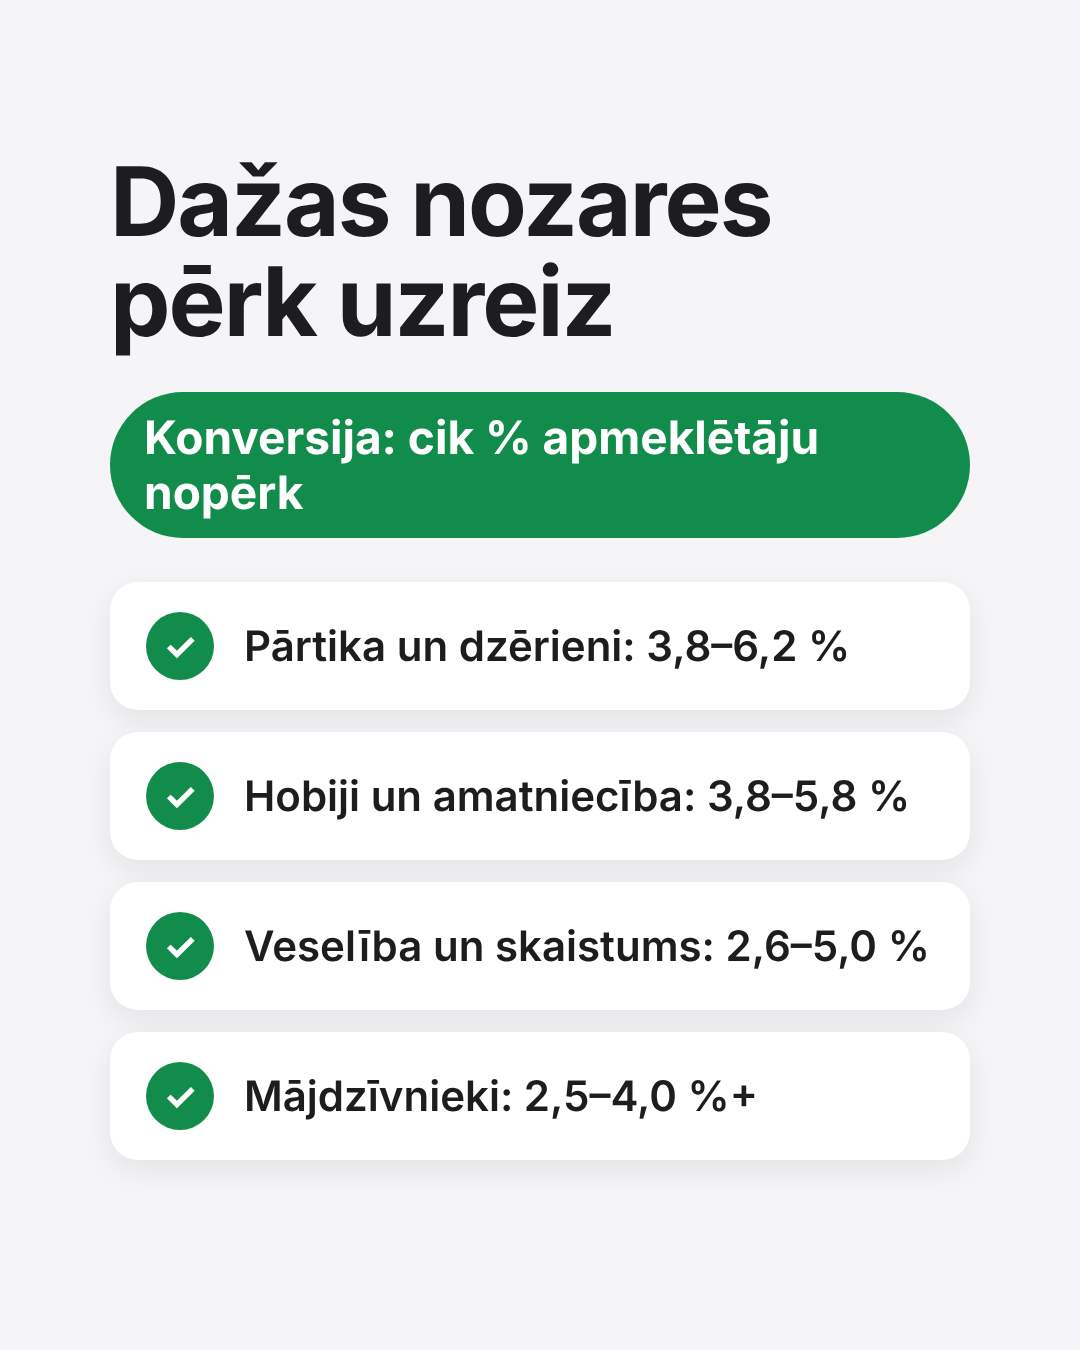 Dažas nozares
pērk uzreiz
Konversija: cik % apmeklētāju
nopērk
Pārtika un dzērieni: 3,8–6,2 %
Hobiji un amatniecība: 3,8–5,8 %
Veselība un skaistums: 2,6–5,0 %
Mājdzīvnieki: 2,5–4,0 %+